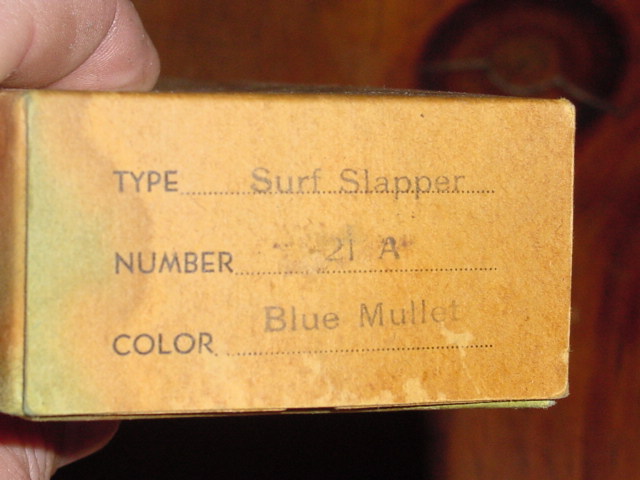 TYPE Surf Slapper
NUMBER 21 A
COLOR Blue Mullet